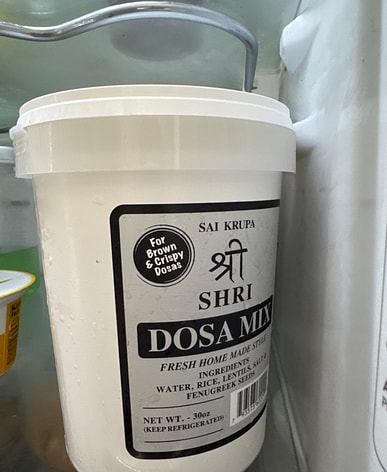 SAI KRUPA
For
Brown
& Crispy
Dosas
श्री
SHRI
DOSA MIX
FRESH HOME MADE STYLE
INGREDIENTS
WATER, RICE, LENTILS, SALT &
FENUGREEK SEEDS
NET WT. - 30oz
(KEEP REFRIGERATED)